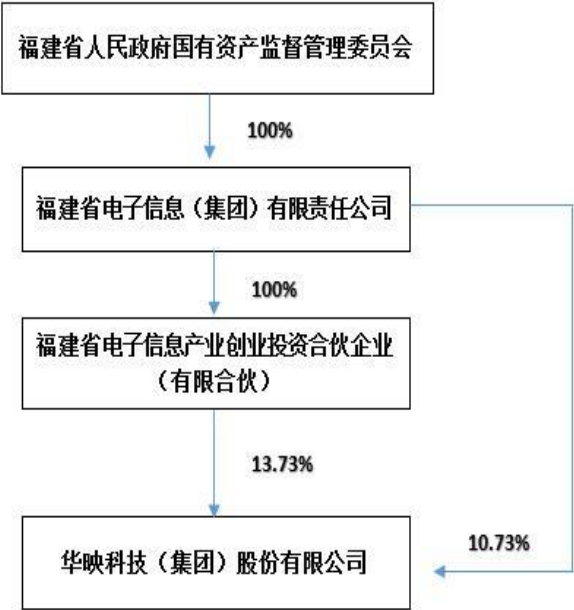 福建省人民政府国有资产监督管理委员会
100%
福建省电子信息（集团）有限责任公司
100%
福建省电子信息产业创业投资合伙企业
（有限合伙）
13.73%
10.73%
华映科技（集团）股份有限公司